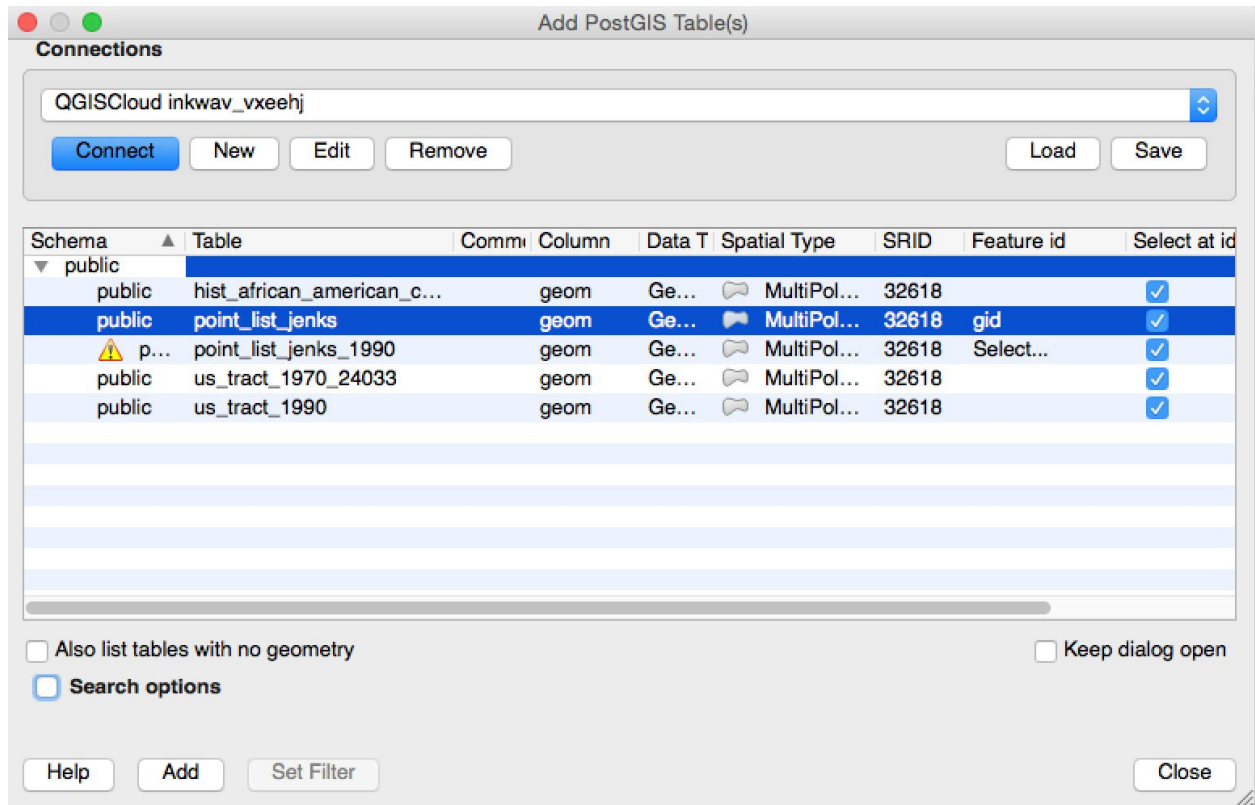 Add PostGIS Table(s)
Connections
QGISCloud inkwav_vxeehj
Connect New Edit Remove Load Save
Schema Table Comme Column Data T Spatial Type SRID Feature id Select at id
public
public hist_african_american_c... geom Ge... MultiPol... 32618
public point_list_jenks geom Ge... MultiPol... 32618 gid
p... point_list_jenks_1990 geom Ge... MultiPol... 32618 Select...
public us_tract_1970_24033 geom Ge... MultiPol... 32618
public us_tract_1990 geom Ge... MultiPol... 32618
Also list tables with no geometry Keep dialog open
Search options
Help Add Set Filter Close